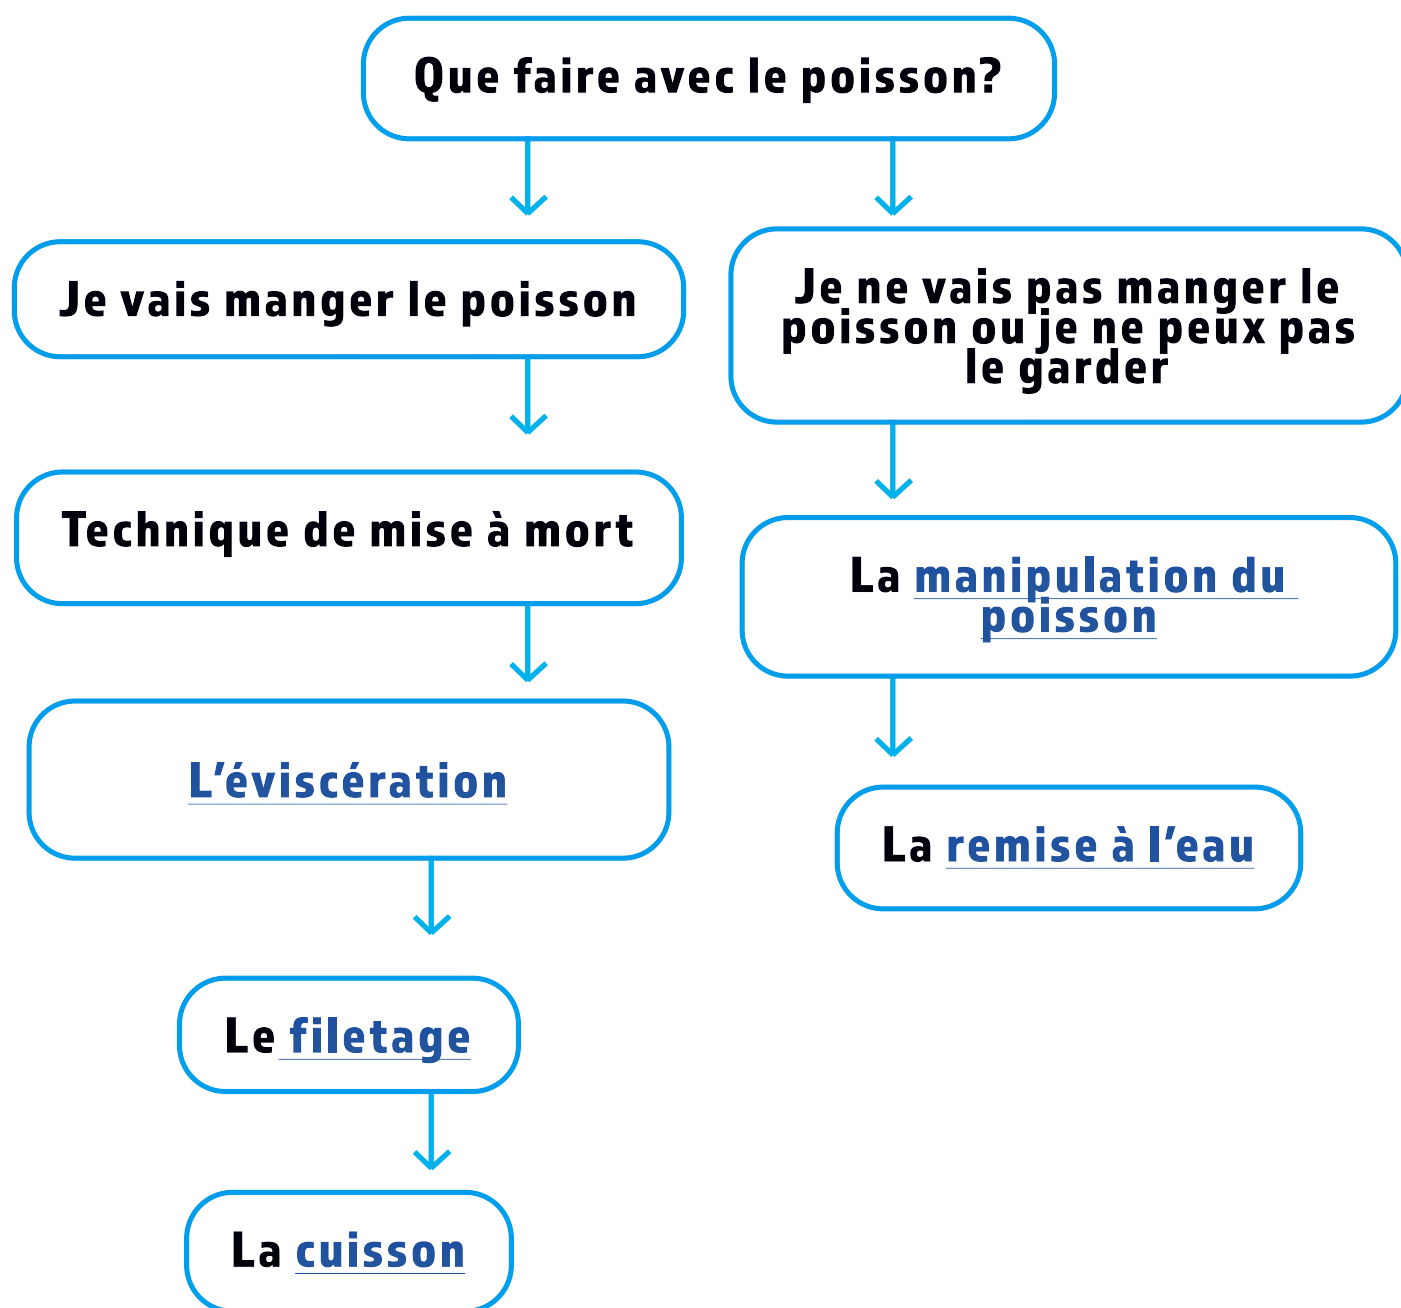 Que faire avec le poisson?
Je vais manger le poisson
Je ne vais pas manger le
poisson ou je ne peux pas
le garder
Technique de mise à mort
La manipulation du
poisson
L'éviscération
La remise à l'eau
Le filetage
La cuisson